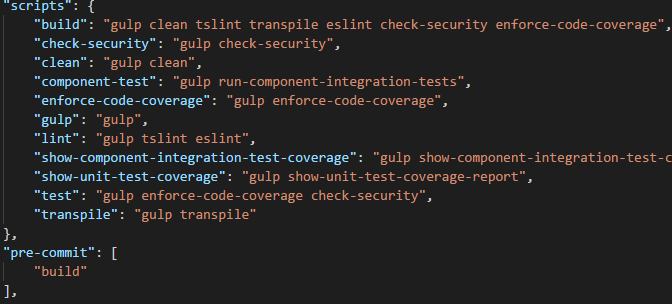 "scripts": {
"build": "gulp clean tslint transpile eslint check-security enforce-code-coverage",
"check-security": "gulp check-security",
"clean": "gulp clean",
"component-test": "gulp run-component-integration-tests",
"enforce-code-coverage": "gulp enforce-code-coverage",
"gulp": "gulp",
"lint": "gulp tslint eslint",
"show-component-integration-test-coverage": "gulp show-component-integration-test-c
"show-unit-test-coverage": "gulp show-unit-test-coverage-report",
"test": "gulp enforce-code-coverage check-security",
"transpile": "gulp transpile"
},
"pre-commit": [
"build"
],